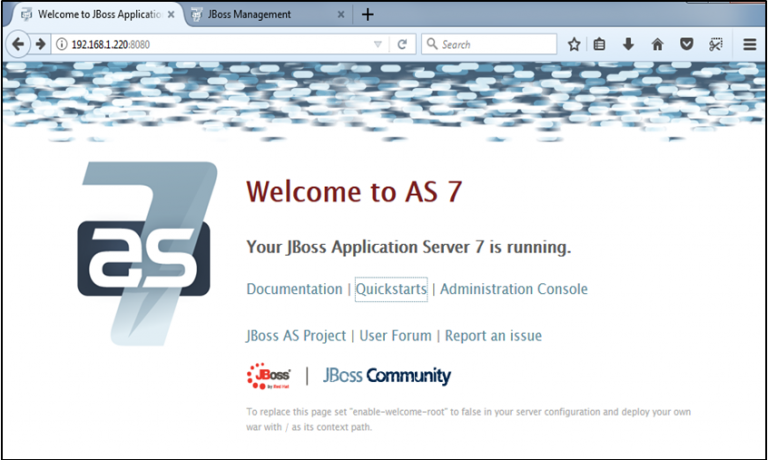 Welcome to JBoss Applicatio
JBoss Management
192.168.1.220:8080
Search
7
as
Welcome to AS 7
Your JBoss Application Server 7 is running.
Documentation | Quickstarts | Administration Console
JBoss AS Project | User Forum | Report an issue
JBoss by Red Hat | JBoss Community
To replace this page set "enable-welcome-root" to false in your server configuration and deploy your own
war with / as its context path.